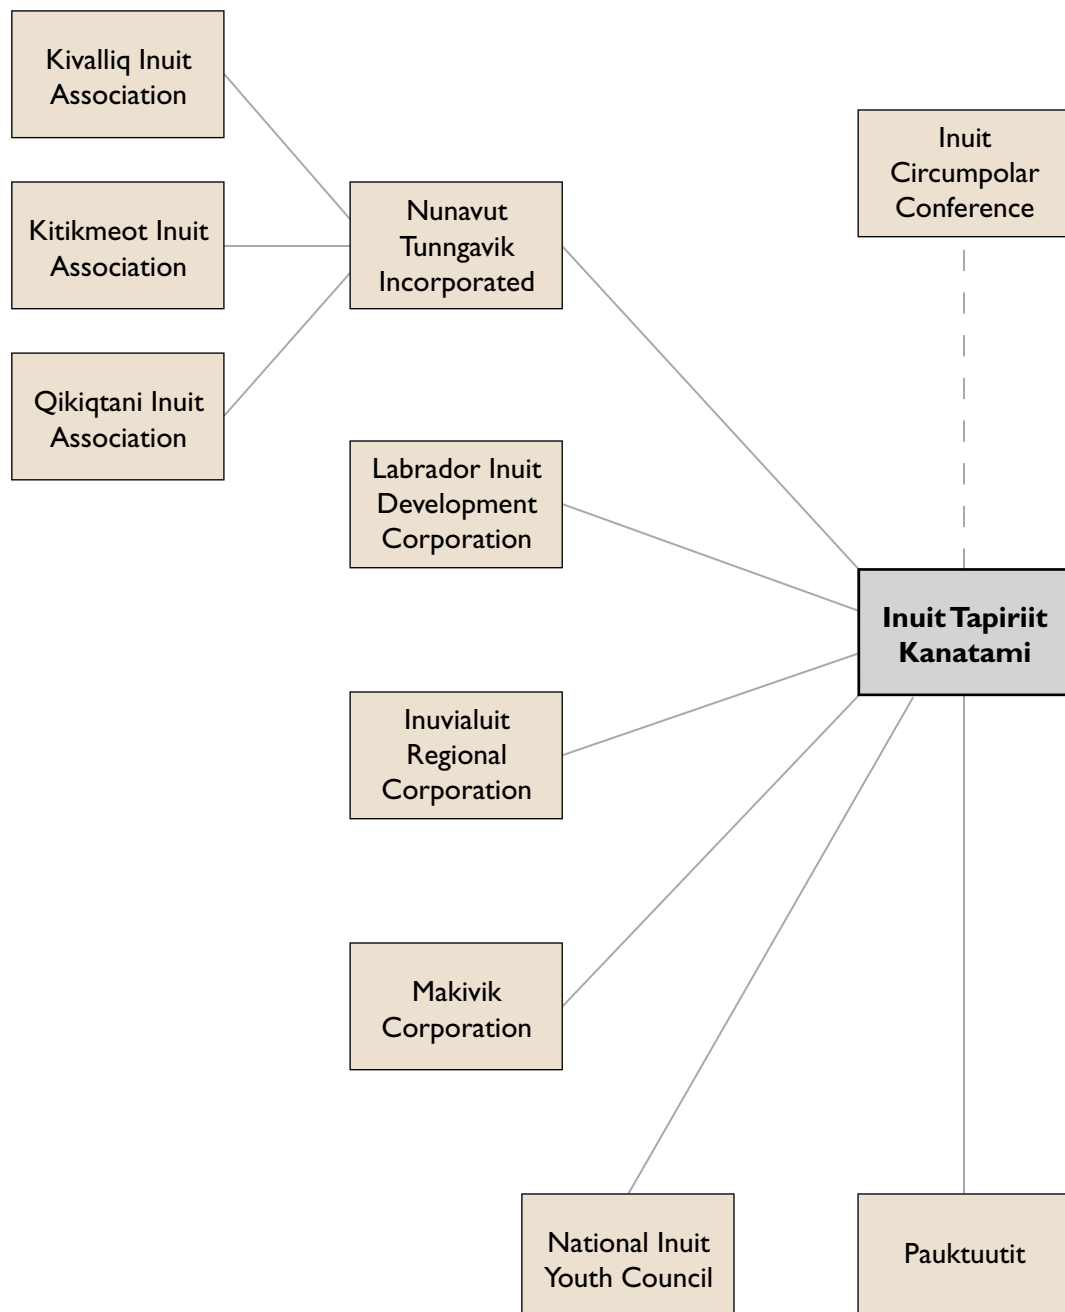 Kivalliq Inuit
Association
Inuit
Circumpolar
Conference
Kitikmeot Inuit
Association
Nunavut
Tunngavik
Incorporated
Qikiqtani Inuit
Association
Labrador Inuit
Development
Corporation
Inuit Tapiriit
Kanatami
Inuvialuit
Regional
Corporation
Makivik
Corporation
National Inuit
Youth Council
Pauktuutit